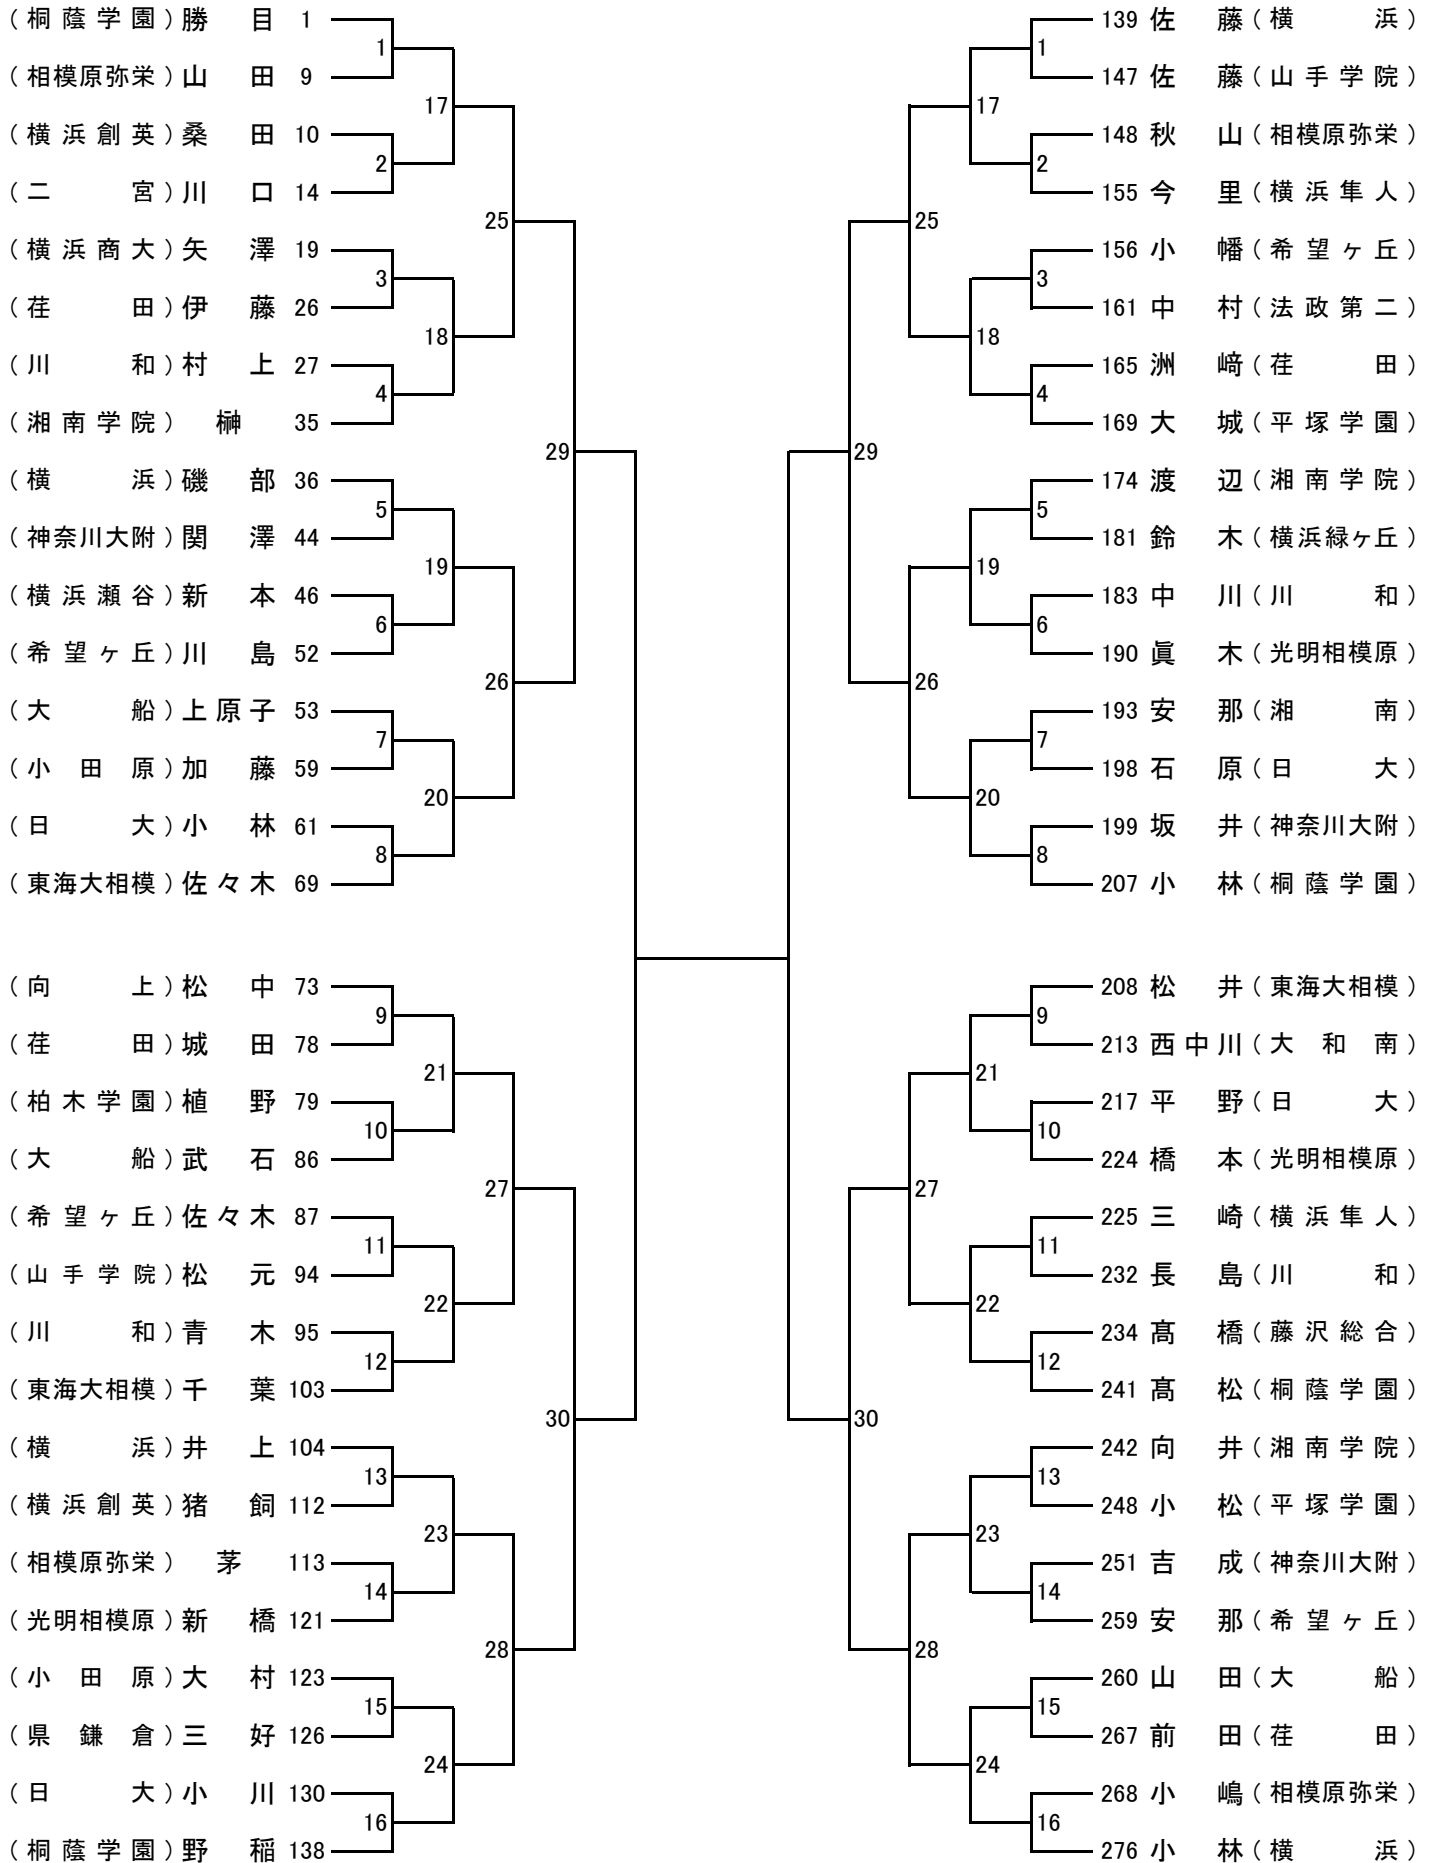 （桐蔭学園）勝目 1
1
（相模原弥栄）山田 9
17
（横浜創英）桑田 10
2
（二宮）川口 14
25
（横浜商大）矢澤 19
3
（荏田）伊藤 26
18
（川和）村上 27
4
（湘南学院）榊 35
29
（横浜）磯部 36
5
（神奈川大附）関澤 44
19
（横浜瀬谷）新本 46
6
（希望ヶ丘）川島 52
26
（大船）上原子 53
7
（小田原）加藤 59
20
（日大）小林 61
8
（東海大相模）佐々木 69
（向上）松中 73
9
（荏田）城田 78
21
（柏木学園）植野 79
10
（大船）武石 86
27
（希望ヶ丘）佐々木 87
11
（山手学院）松元 94
22
（川和）青木 95
12
（東海大相模）千葉 103
30
（横浜）井上 104
13
（横浜創英）猪飼 112
23
（相模原弥栄）茅 113
14
（光明相模原）新橋 121
28
（小田原）大村 123
15
（県鎌倉）三好 126
24
（日大）小川 130
16
（桐蔭学園）野稲 138
139 佐藤（横浜）
1
147 佐藤（山手学院）
17
148 秋山（相模原弥栄）
2
155 今里（横浜隼人）
25
156 小幡（希望ヶ丘）
3
161 中村（法政第二）
18
165 洲﨑（荏田）
4
169 大城（平塚学園）
29
174 渡辺（湘南学院）
5
181 鈴木（横浜緑ヶ丘）
19
183 中川（川和）
6
190 眞木（光明相模原）
26
193 安那（湘南）
7
198 石原（日大）
20
199 坂井（神奈川大附）
8
207 小林（桐蔭学園）
208 松井（東海大相模）
9
213 西中川（大和南）
21
217 平野（日大）
10
224 橋本（光明相模原）
27
225 三崎（横浜隼人）
11
232 長島（川和）
22
234 髙橋（藤沢総合）
12
241 髙松（桐蔭学園）
30
242 向井（湘南学院）
13
248 小松（平塚学園）
23
251 吉成（神奈川大附）
14
259 安那（希望ヶ丘）
28
260 山田（大船）
15
267 前田（荏田）
24
268 小嶋（相模原弥栄）
16
276 小林（横浜）